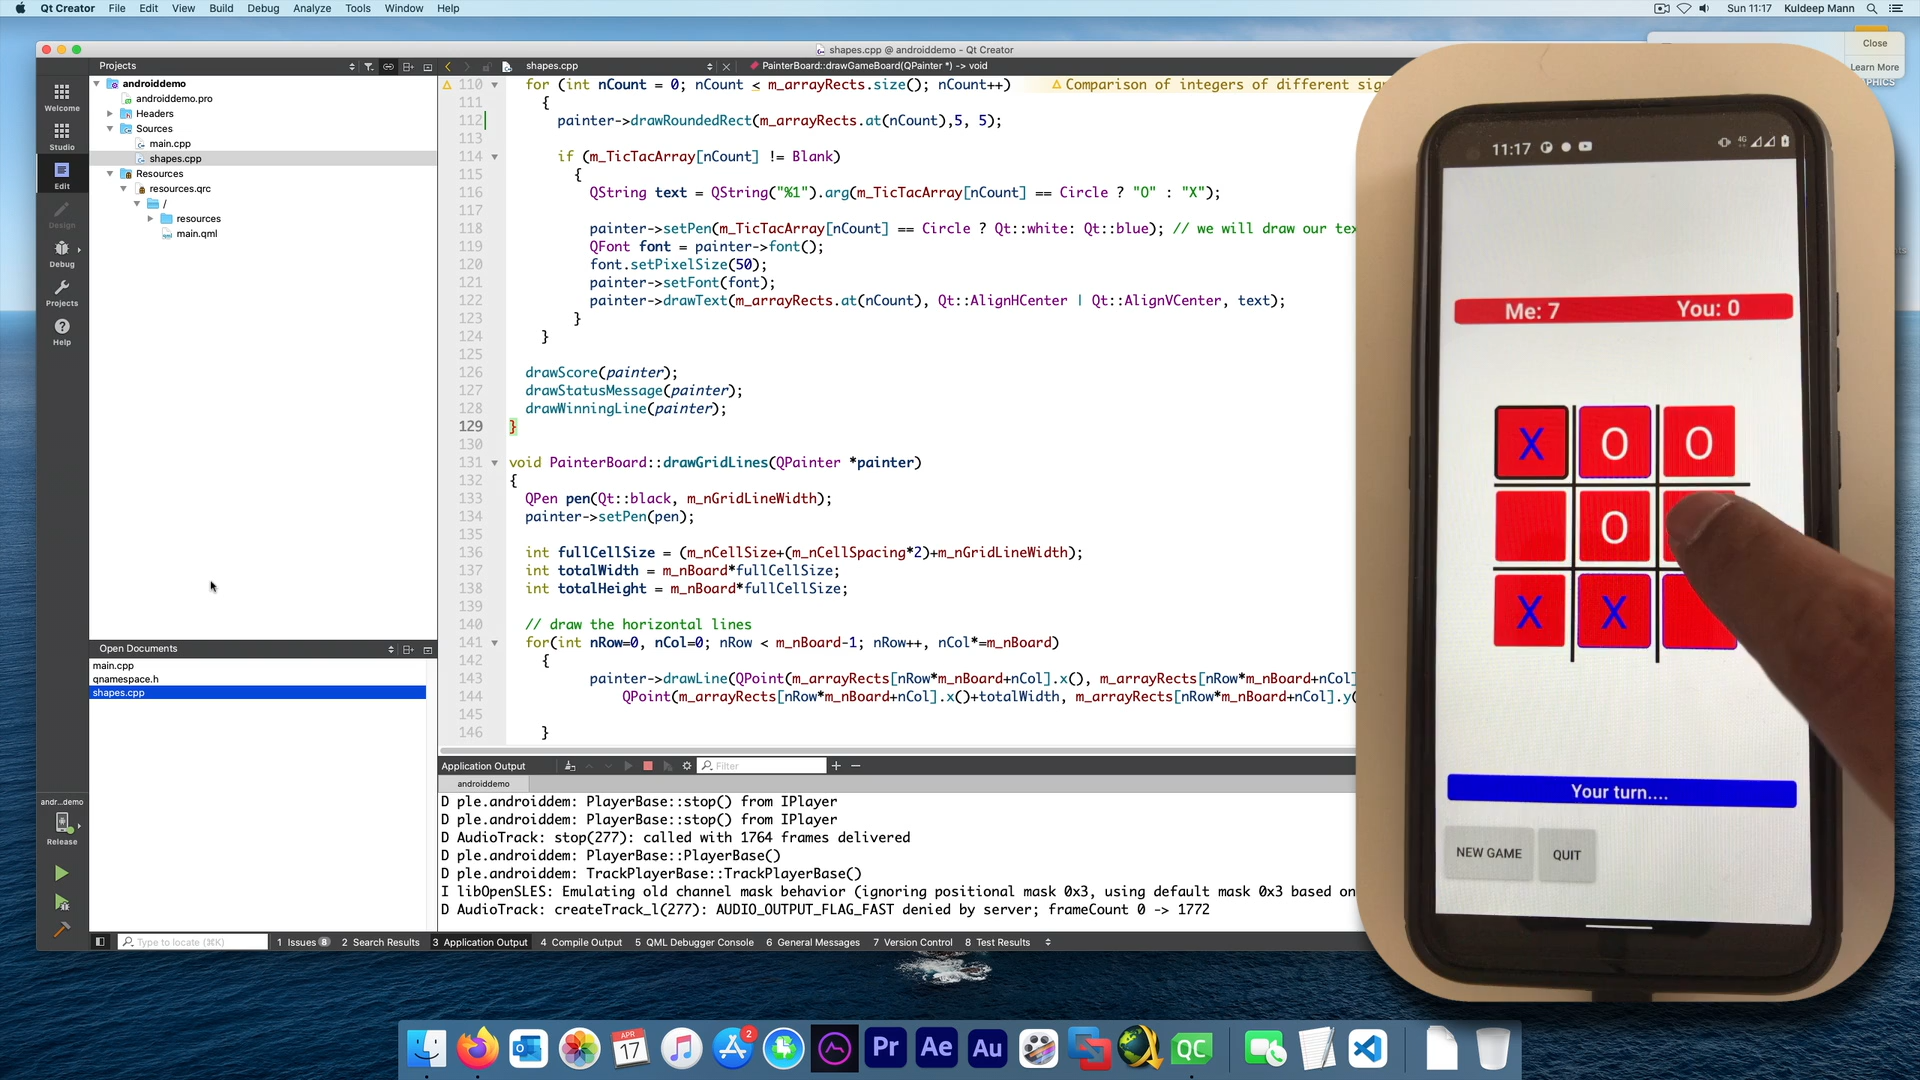 Qt Creator File Edit View Build Debug Analyze Tools Window Help
Sun 11:17 Kuldeep Mann
shapes.cpp @ androiddemo - Qt Creator
Close
Learn More
Projects
shapes.cpp
PainterBoard::drawGameBoard(QPainter *) -> void
Welcome
Studio
Edit
Design
Debug
Projects
Help
androiddemo
androiddemo.pro
Headers
Sources
main.cpp
shapes.cpp
Resources
resources.qrc
/
resources
main.qml
Open Documents
main.cpp
qnamespace.h
shapes.cpp
andr...demo
Release
110 for (int nCount = 0; nCount < m_arrayRects.size(); nCount++) Comparison of integers of different sig
111 {
112 painter->drawRoundedRect(m_arrayRects.at(nCount),5, 5);
113
114 if (m_TicTacArray[nCount] != Blank)
115 {
116 QString text = QString("%1").arg(m_TicTacArray[nCount] == Circle ? "O" : "X");
117
118 painter->setPen(m_TicTacArray[nCount] == Circle ? Qt::white: Qt::blue); // we will draw our tex
119 QFont font = painter->font();
120 font.setPixelSize(50);
121 painter->setFont(font);
122 painter->drawText(m_arrayRects.at(nCount), Qt::AlignHCenter | Qt::AlignVCenter, text);
123 }
124 }
125
126 drawScore(painter);
127 drawStatusMessage(painter);
128 drawWinningLine(painter);
129 }
130
131 void PainterBoard::drawGridLines(QPainter *painter)
132 {
133 QPen pen(Qt::black, m_nGridLineWidth);
134 painter->setPen(pen);
135
136 int fullCellSize = (m_nCellSize+(m_nCellSpacing*2)+m_nGridLineWidth);
137 int totalWidth = m_nBoard*fullCellSize;
138 int totalHeight = m_nBoard*fullCellSize;
139
140 // draw the horizontal lines
141 for(int nRow=0, nCol=0; nRow < m_nBoard-1; nRow++, nCol*=m_nBoard)
142 {
143 painter->drawLine(QPoint(m_arrayRects[nRow*m_nBoard+nCol].x(), m_arrayRects[nRow*m_nBoard+nCol]
144 QPoint(m_arrayRects[nRow*m_nBoard+nCol].x()+totalWidth, m_arrayRects[nRow*m_nBoard+nCol].y(
145
146 }
Application Output Filter
androiddemo
D ple.androiddem: PlayerBase::stop() from IPlayer
D ple.androiddem: PlayerBase::stop() from IPlayer
D AudioTrack: stop(277): called with 1764 frames delivered
D ple.androiddem: PlayerBase::PlayerBase()
D ple.androiddem: TrackPlayerBase::TrackPlayerBase()
I libOpenSLES: Emulating old channel mask behavior (ignoring positional mask 0x3, using default mask 0x3 based on
D AudioTrack: createTrack_l(277): AUDIO_OUTPUT_FLAG_FAST denied by server; frameCount 0 -> 1772
Type to locate (⌘K) 1 Issues 8 2 Search Results 3 Application Output 4 Compile Output 5 QML Debugger Console 6 General Messages 7 Version Control 8 Test Results
11:17 4G
Me: 7 You: 0
X O O
O
X X
Your turn....
NEW GAME QUIT
APR
17
2
Pr Ae Au
QC